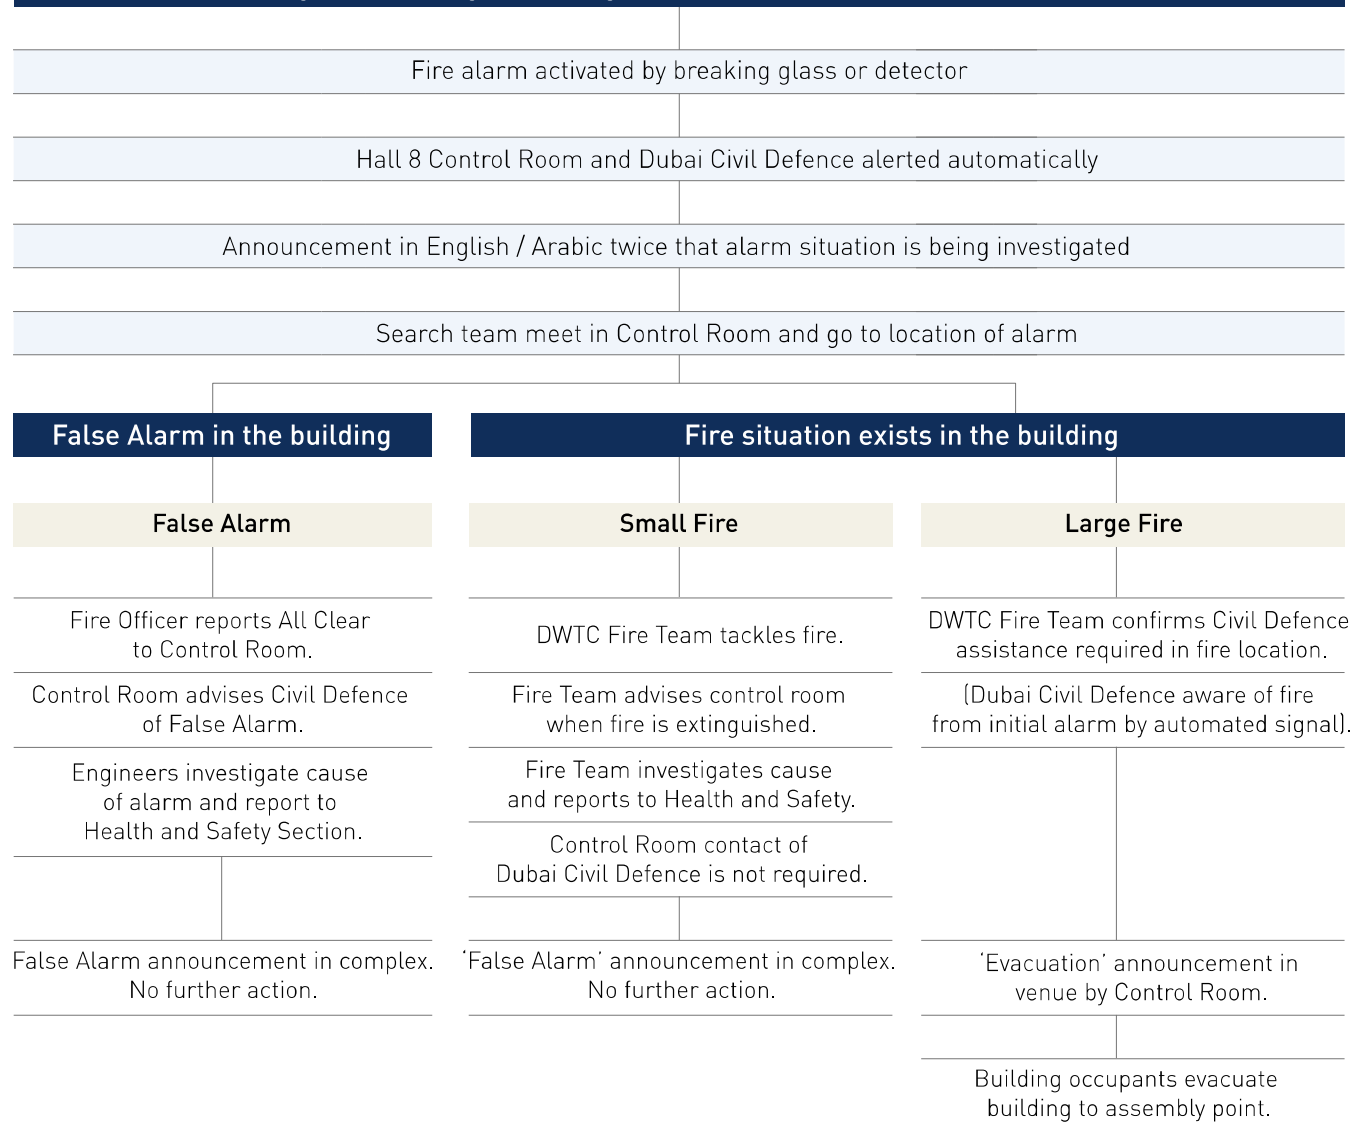 Fire alarm activated by breaking glass or detector
Hall 8 Control Room and Dubai Civil Defence alerted automatically
Announcement in English / Arabic twice that alarm situation is being investigated
Search team meet in Control Room and go to location of alarm
False Alarm in the building
Fire situation exists in the building
False Alarm
Small Fire
Large Fire
Fire Officer reports All Clear
to Control Room.
Control Room advises Civil Defence
of False Alarm.
Engineers investigate cause
of alarm and report to
Health and Safety Section.
False Alarm announcement in complex.
No further action.
DWTC Fire Team tackles fire.
Fire Team advises control room
when fire is extinguished.
Fire Team investigates cause
and reports to Health and Safety.
Control Room contact of
Dubai Civil Defence is not required.
‘False Alarm’ announcement in complex.
No further action.
DWTC Fire Team confirms Civil Defence
assistance required in fire location.
(Dubai Civil Defence aware of fire
from initial alarm by automated signal).
‘Evacuation’ announcement in
venue by Control Room.
Building occupants evacuate
building to assembly point.